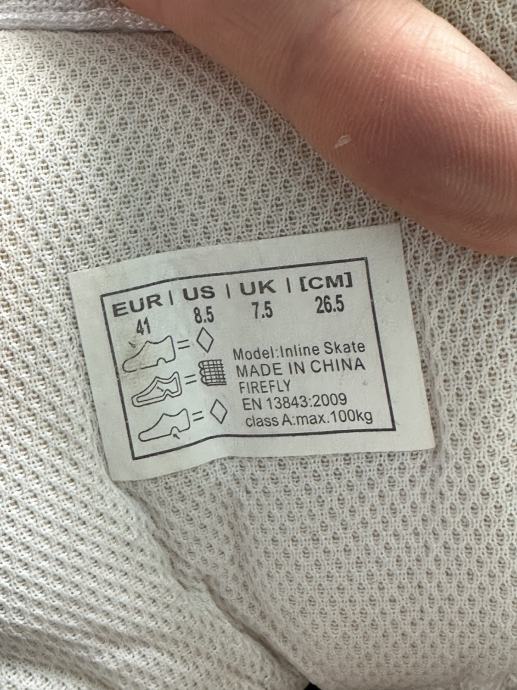 EUR | US | UK | [CM]
41 8.5 7.5 26.5
Model:Inline Skate
MADE IN CHINA
FIREFLY
EN 13843:2009
class A:max.100kg